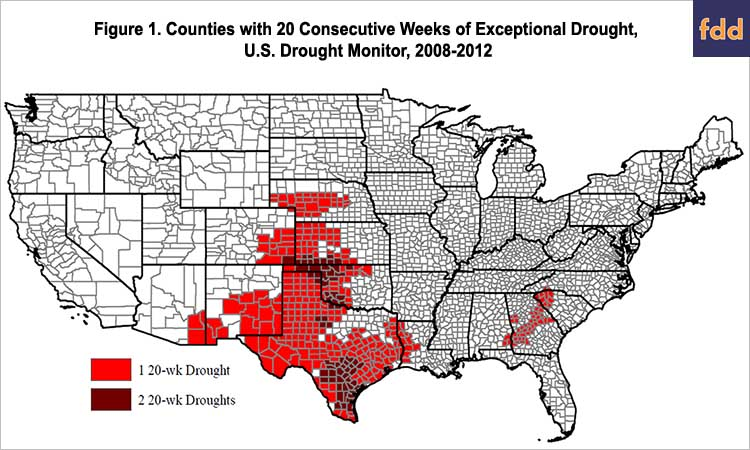 Figure 1. Counties with 20 Consecutive Weeks of Exceptional Drought,
U.S. Drought Monitor, 2008-2012
fdd
1 20-wk Drought
2 20-wk Droughts